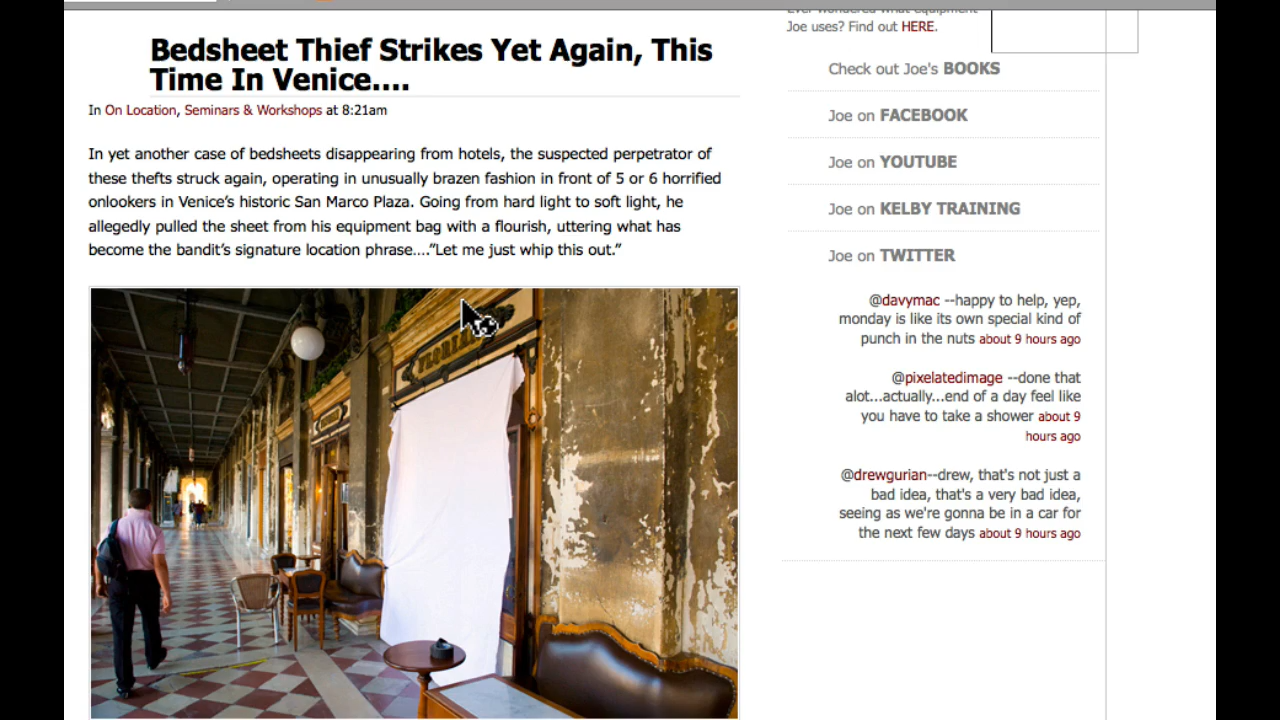 Bedsheet Thief Strikes Yet Again, This
Time In Venice....
In On Location, Seminars & Workshops at 8:21am
In yet another case of bedsheets disappearing from hotels, the suspected perpetrator of
these thefts struck again, operating in unusually brazen fashion in front of 5 or 6 horrified
onlookers in Venice's historic San Marco Plaza. Going from hard light to soft light, he
allegedly pulled the sheet from his equipment bag with a flourish, uttering what has
become the bandit's signature location phrase...."Let me just whip this out."
Ever wondered what equipment
Joe uses? Find out HERE.
Check out Joe's BOOKS
Joe on FACEBOOK
Joe on YOUTUBE
Joe on KELBY TRAINING
Joe on TWITTER
@davymac --happy to help, yep,
monday is like its own special kind of
punch in the nuts about 9 hours ago
@pixelatedimage --done that
alot...actually...end of a day feel like
you have to take a shower about 9
hours ago
@drewgurian--drew, that's not just a
bad idea, that's a very bad idea,
seeing as we're gonna be in a car for
the next few days about 9 hours ago